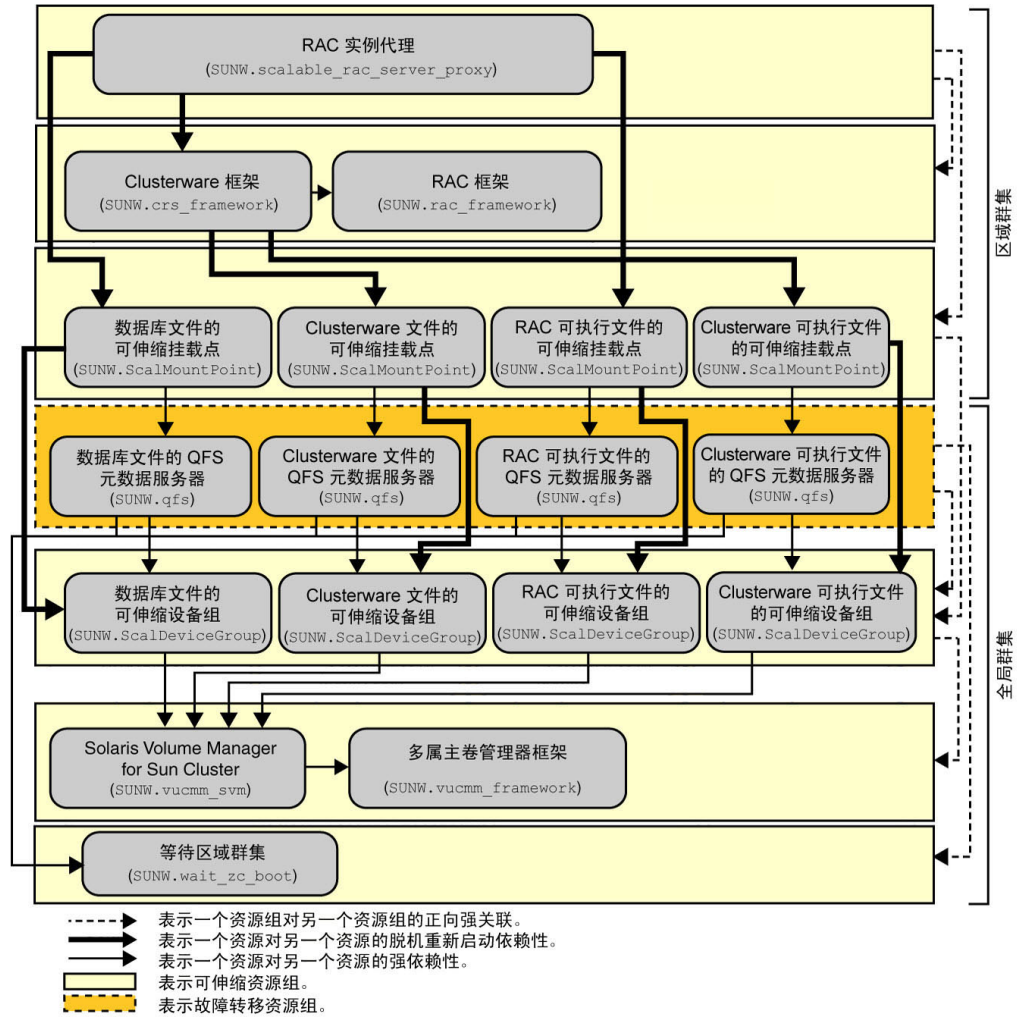 RAC 实例代理
(SUNW.scalable_rac_server_proxy)
Clusterware 框架
(SUNW.crs_framework)
RAC 框架
(SUNW.rac_framework)
区域群集
数据库文件的
可伸缩挂载点
(SUNW.ScalMountPoint)
Clusterware 文件的
可伸缩挂载点
(SUNW.ScalMountPoint)
RAC 可执行文件的
可伸缩挂载点
(SUNW.ScalMountPoint)
Clusterware 可执行文件
的可伸缩挂载点
(SUNW.ScalMountPoint)
数据库文件的 QFS
元数据服务器
(SUNW.qfs)
Clusterware 文件的
QFS 元数据服务器
(SUNW.qfs)
RAC 可执行文件的
QFS 元数据服务器
(SUNW.qfs)
Clusterware 可执行文件
的 QFS 元数据服务器
(SUNW.qfs)
数据库文件的
可伸缩设备组
(SUNW.ScalDeviceGroup)
Clusterware 文件的
可伸缩设备组
(SUNW.ScalDeviceGroup)
RAC 可执行文件的
可伸缩设备组
(SUNW.ScalDeviceGroup)
Clusterware 可执行文件
的可伸缩设备组
(SUNW.ScalDeviceGroup)
全局群集
Solaris Volume Manager
for Sun Cluster
(SUNW.vucmm_svm)
多属主卷管理器框架
(SUNW.vucmm_framework)
等待区域群集
(SUNW.wait_zc_boot)
表示一个资源组对另一个资源组的正向强关联。
表示一个资源对另一个资源的脱机重新启动依赖性。
表示一个资源对另一个资源的强依赖性。
表示可伸缩资源组。
表示故障转移资源组。